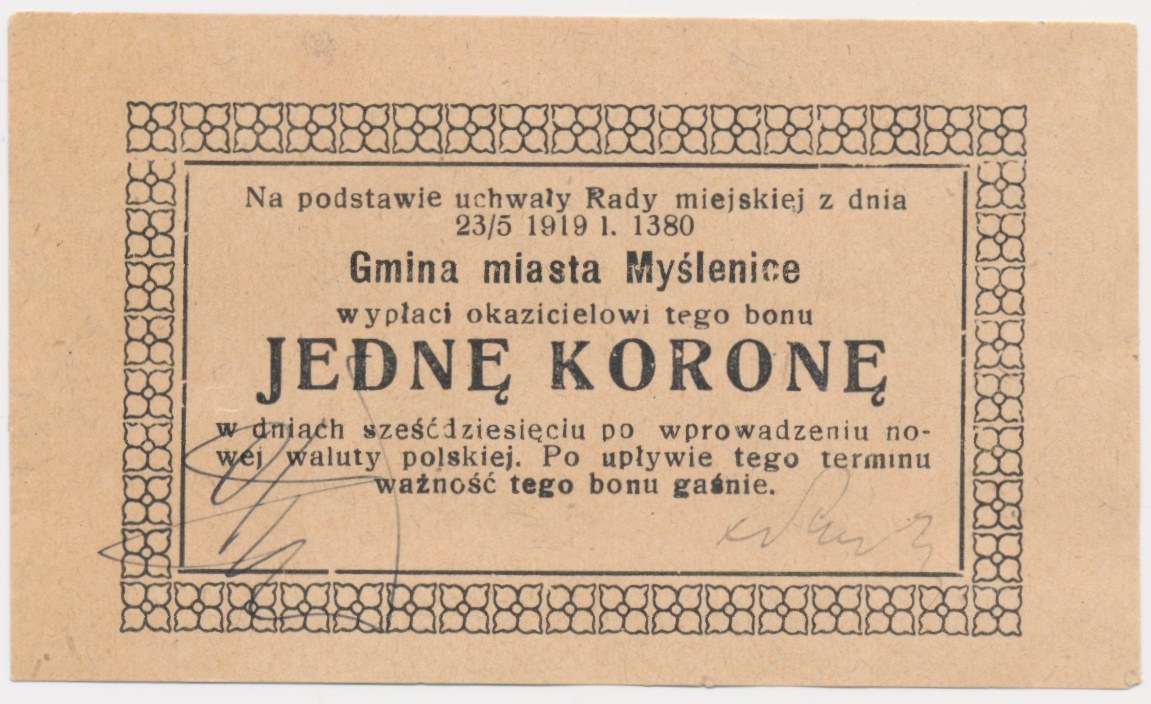 Na podstawie uchwały Rady miejskiej z dnia
23/5 1919 l. 1380
Gmina miasta Myślenice
wypłaci okazicielowi tego bonu
JEDNĘ KORONĘ
w dniach sześćdziesięciu po wprowadzeniu no-
wej waluty polskiej. Po upływie tego terminu
ważność tego bonu gaśnie.